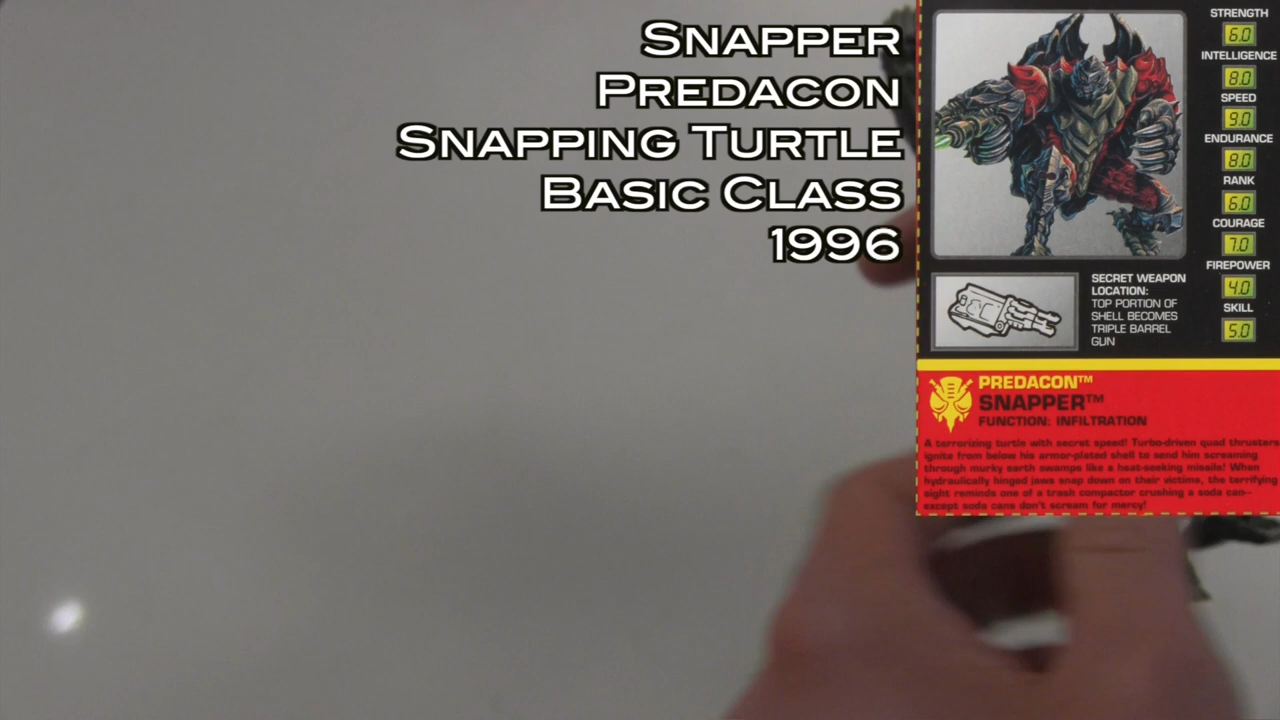 Snapper
Predacon
Snapping Turtle
Basic Class
1996
STRENGTH
6.0
INTELLIGENCE
8.0
SPEED
9.0
ENDURANCE
8.0
RANK
6.0
COURAGE
7.0
FIREPOWER
4.0
SKILL
5.0
SECRET WEAPON
LOCATION:
TOP PORTION OF
SHELL BECOMES
TRIPLE BARREL
GUN
PREDACON™
SNAPPER™
FUNCTION: INFILTRATION
A terrorizing turtle with secret speed! Turbo-driven quad thrusters
ignite from below his armor-plated shell to send him screaming
through murky earth swamps like a heat-seeking missile! When
hydraulically hinged jaws snap down on their victims, the terrifying
sight reminds one of a trash compactor crushing a soda can--
except soda cans don't scream for mercy!